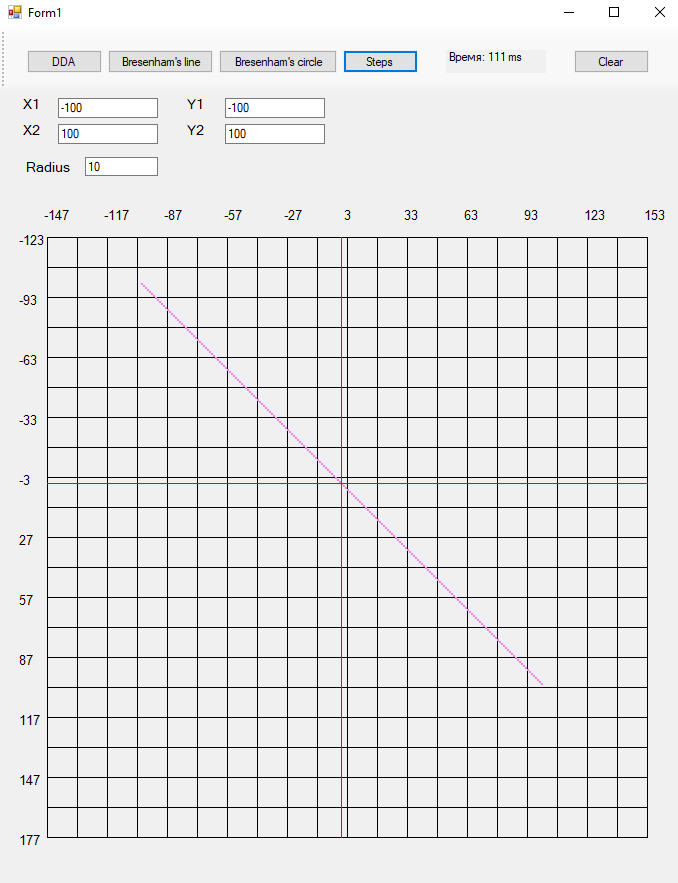 Form1
DDA Bresenham's line Bresenham's circle Steps Время: 111 ms Clear
X1 -100 Y1 -100
X2 100 Y2 100
Radius 10
-147 -117 -87 -57 -27 3 33 63 93 123 153
-123
-93
-63
-33
-3
27
57
87
117
147
177